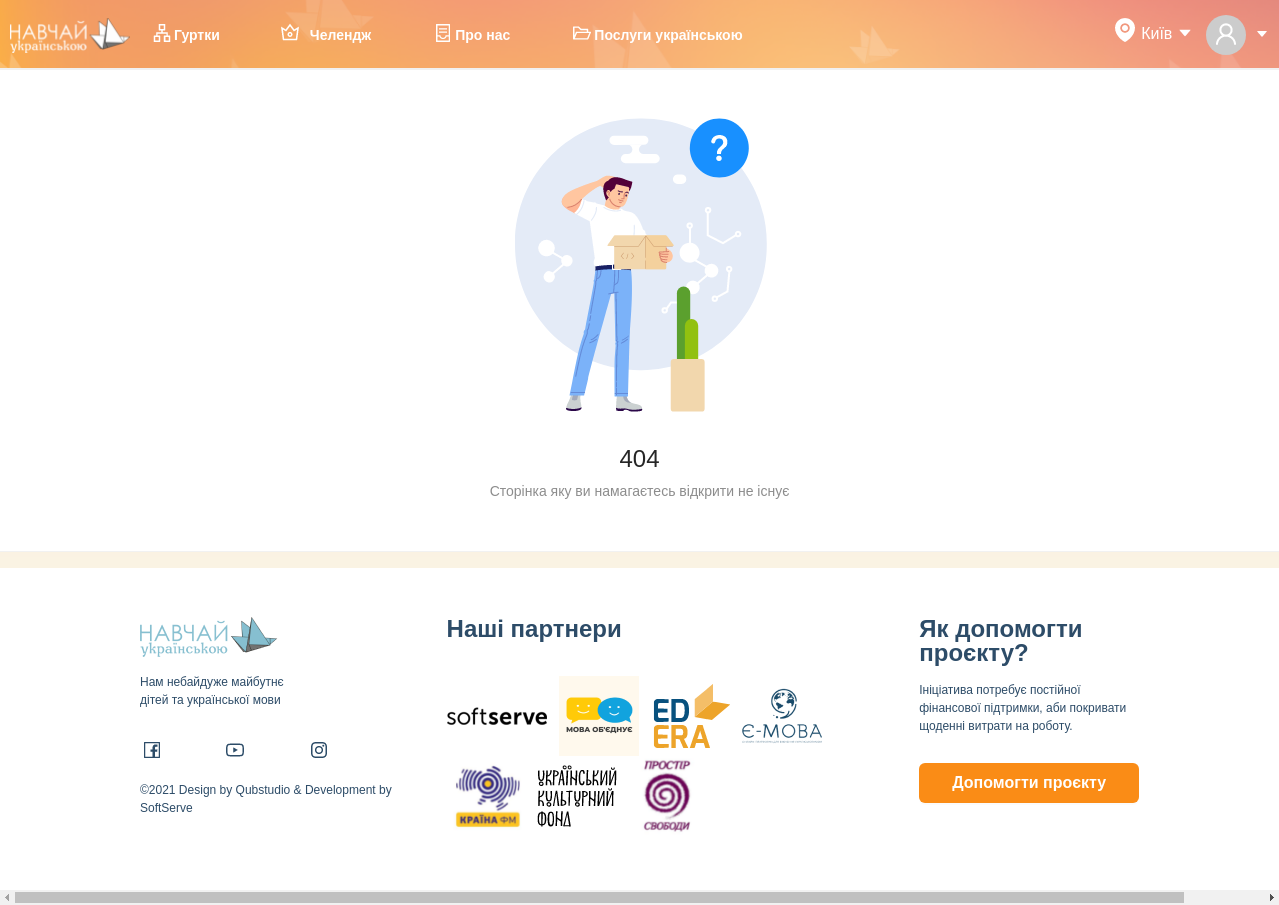 НАВЧАЙ
українською
Гуртки
Челендж
Про нас
Послуги українською
Київ
?
404
Сторінка яку ви намагаєтесь відкрити не існує
НАВЧАЙ
українською
Нам небайдуже майбутнє
дітей та української мови
©2021 Design by Qubstudio & Development by
SoftServe
Наші партнери
softserve
МОВА ОБ'ЄДНУЄ
ED
ERA
Є-МОВА
КРАЇНА ФМ
УКРАЇНСЬКИЙ
КУЛЬТУРНИЙ
ФОНД
ПРОСТІР
СВОБОДИ
Як допомогти
проєкту?
Ініціатива потребує постійної
фінансової підтримки, аби покривати
щоденні витрати на роботу.
Допомогти проєкту